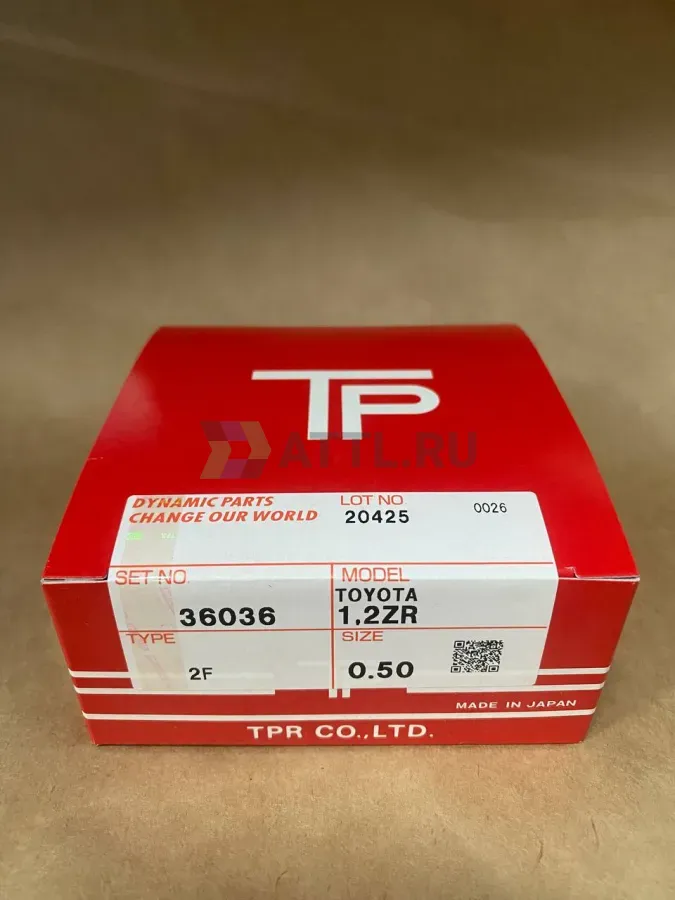 TP
ATTL.RU
DYNAMIC PARTS
CHANGE OUR WORLD
LOT NO
20425
0026
SET NO.
36036
MODEL
TOYOTA
1,2ZR
TYPE
2F
SIZE
0.50
MADE IN JAPAN
TPR CO.,LTD.